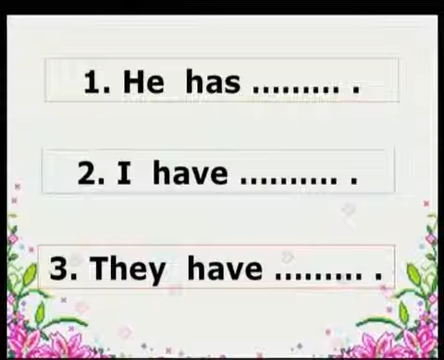 1. He has ......... .
2. I have .......... .
3. They have ......... .